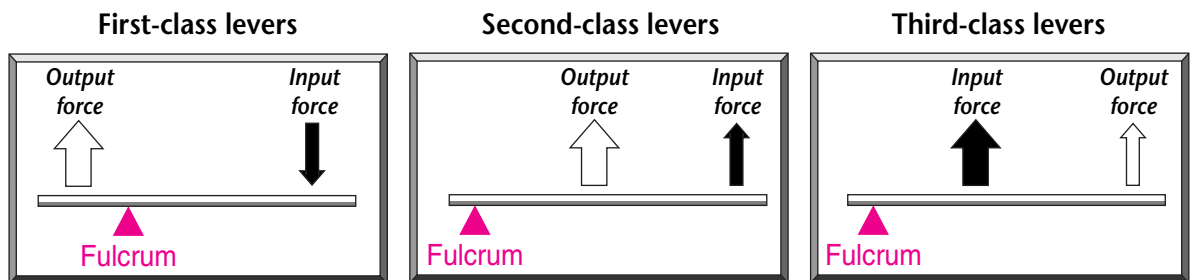 First-class levers
Output force
Input force
Fulcrum
Second-class levers
Output force
Input force
Fulcrum
Third-class levers
Input force
Output force
Fulcrum